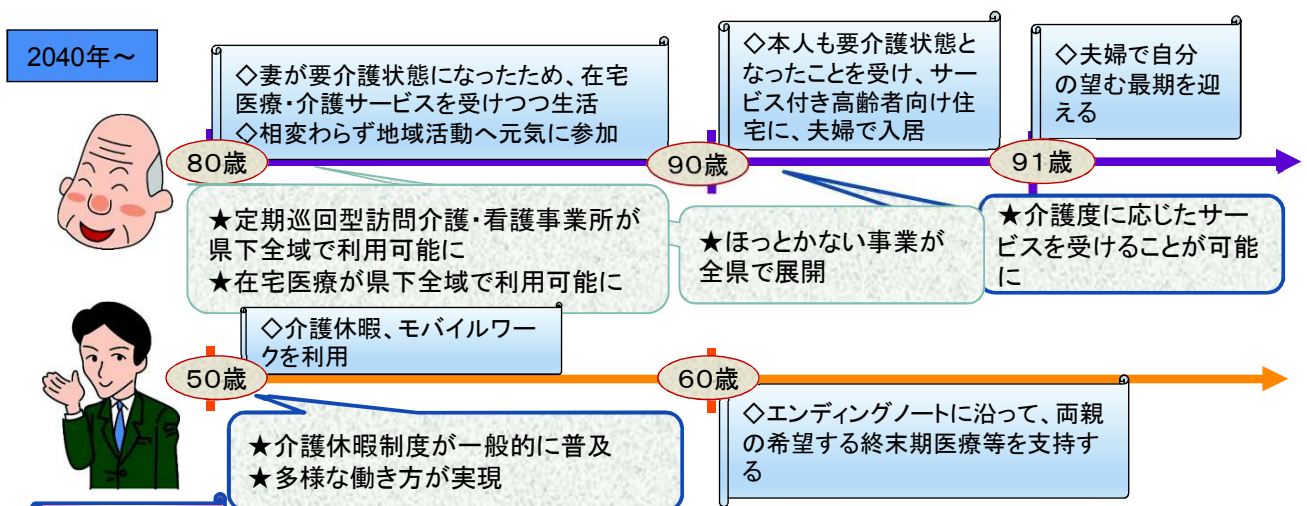 2040年～
◇妻が要介護状態になったため、在宅
医療・介護サービスを受けつつ生活
◇相変わらず地域活動へ元気に参加
◇本人も要介護状態と
なったことを受け、サー
ビス付き高齢者向け住
宅に、夫婦で入居
◇夫婦で自分
の望む最期を迎
える
80歳
90歳
91歳
★定期巡回型訪問介護・看護事業所が
県下全域で利用可能に
★在宅医療が県下全域で利用可能に
★ほっとかない事業が
全県で展開
★介護度に応じたサー
ビスを受けることが可能
に
◇介護休暇、モバイルワー
クを利用
50歳
60歳
★介護休暇制度が一般的に普及
★多様な働き方が実現
◇エンディングノートに沿って、両親
の希望する終末期医療等を支持す
る